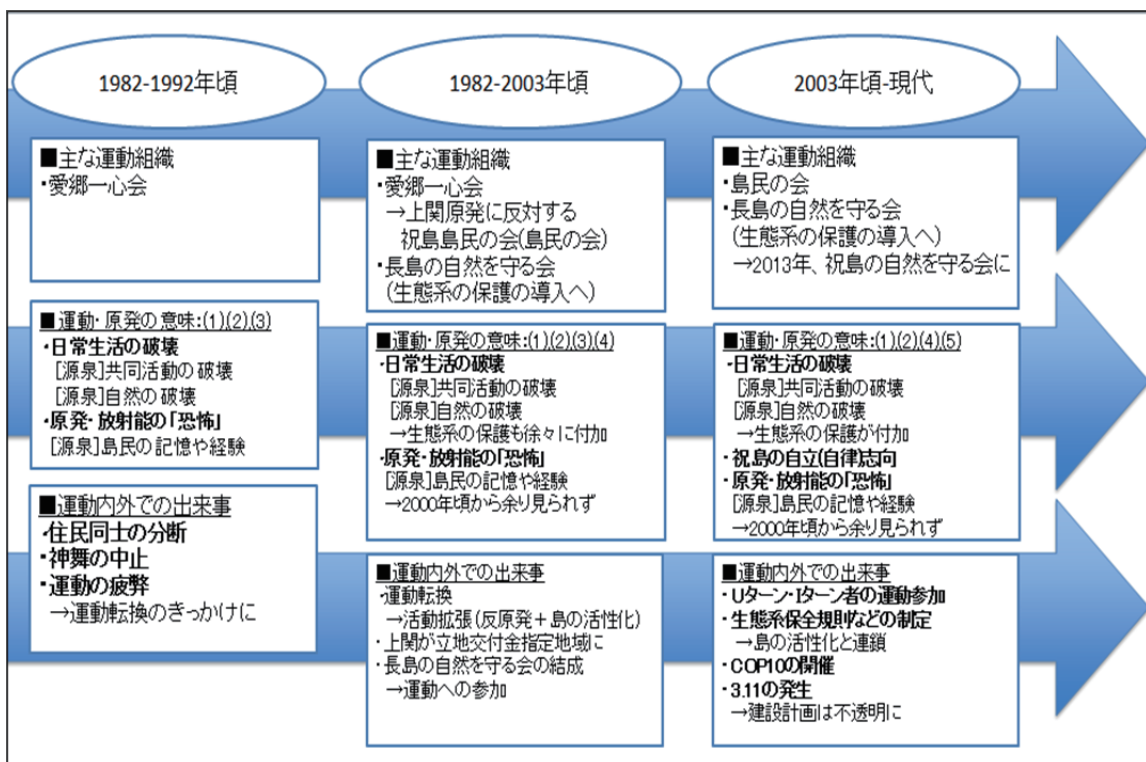 1982-1992年頃
■主な運動組織
・愛郷一心会
■運動・原発の意味:(1)(2)(3)
・日常生活の破壊
[源泉]共同活動の破壊
[源泉]自然の破壊
・原発・放射能の「恐怖」
[源泉]島民の記憶や経験
■運動内外での出来事
・住民同士の分断
・神舞の中止
・運動の疲弊
→運動転換のきっかけに
1982-2003年頃
■主な運動組織
・愛郷一心会
→上関原発に反対する
祝島島民の会(島民の会)
・長島の自然を守る会
(生態系の保護の導入へ)
■運動・原発の意味:(1)(2)(3)(4)
・日常生活の破壊
[源泉]共同活動の破壊
[源泉]自然の破壊
→生態系の保護も徐々に付加
・原発・放射能の「恐怖」
[源泉]島民の記憶や経験
→2000年頃から余り見られず
■運動内外での出来事
・運動転換
→活動拡張(反原発+島の活性化)
・上関が立地交付金指定地域に
・長島の自然を守る会の結成
→運動への参加
2003年頃-現代
■主な運動組織
・島民の会
・長島の自然を守る会
(生態系の保護の導入へ)
→2013年、祝島の自然を守る会に
■運動・原発の意味:(1)(2)(4)(5)
・日常生活の破壊
[源泉]共同活動の破壊
[源泉]自然の破壊
→生態系の保護が付加
・祝島の自立(自律)志向
・原発・放射能の「恐怖」
[源泉]島民の記憶や経験
→2000年頃から余り見られず
■運動内外での出来事
・Uターン・Iターン者の運動参加
・生態系保全規則などの制定
→島の活性化と連鎖
・COP10の開催
・3.11の発生
→建設計画は不透明に